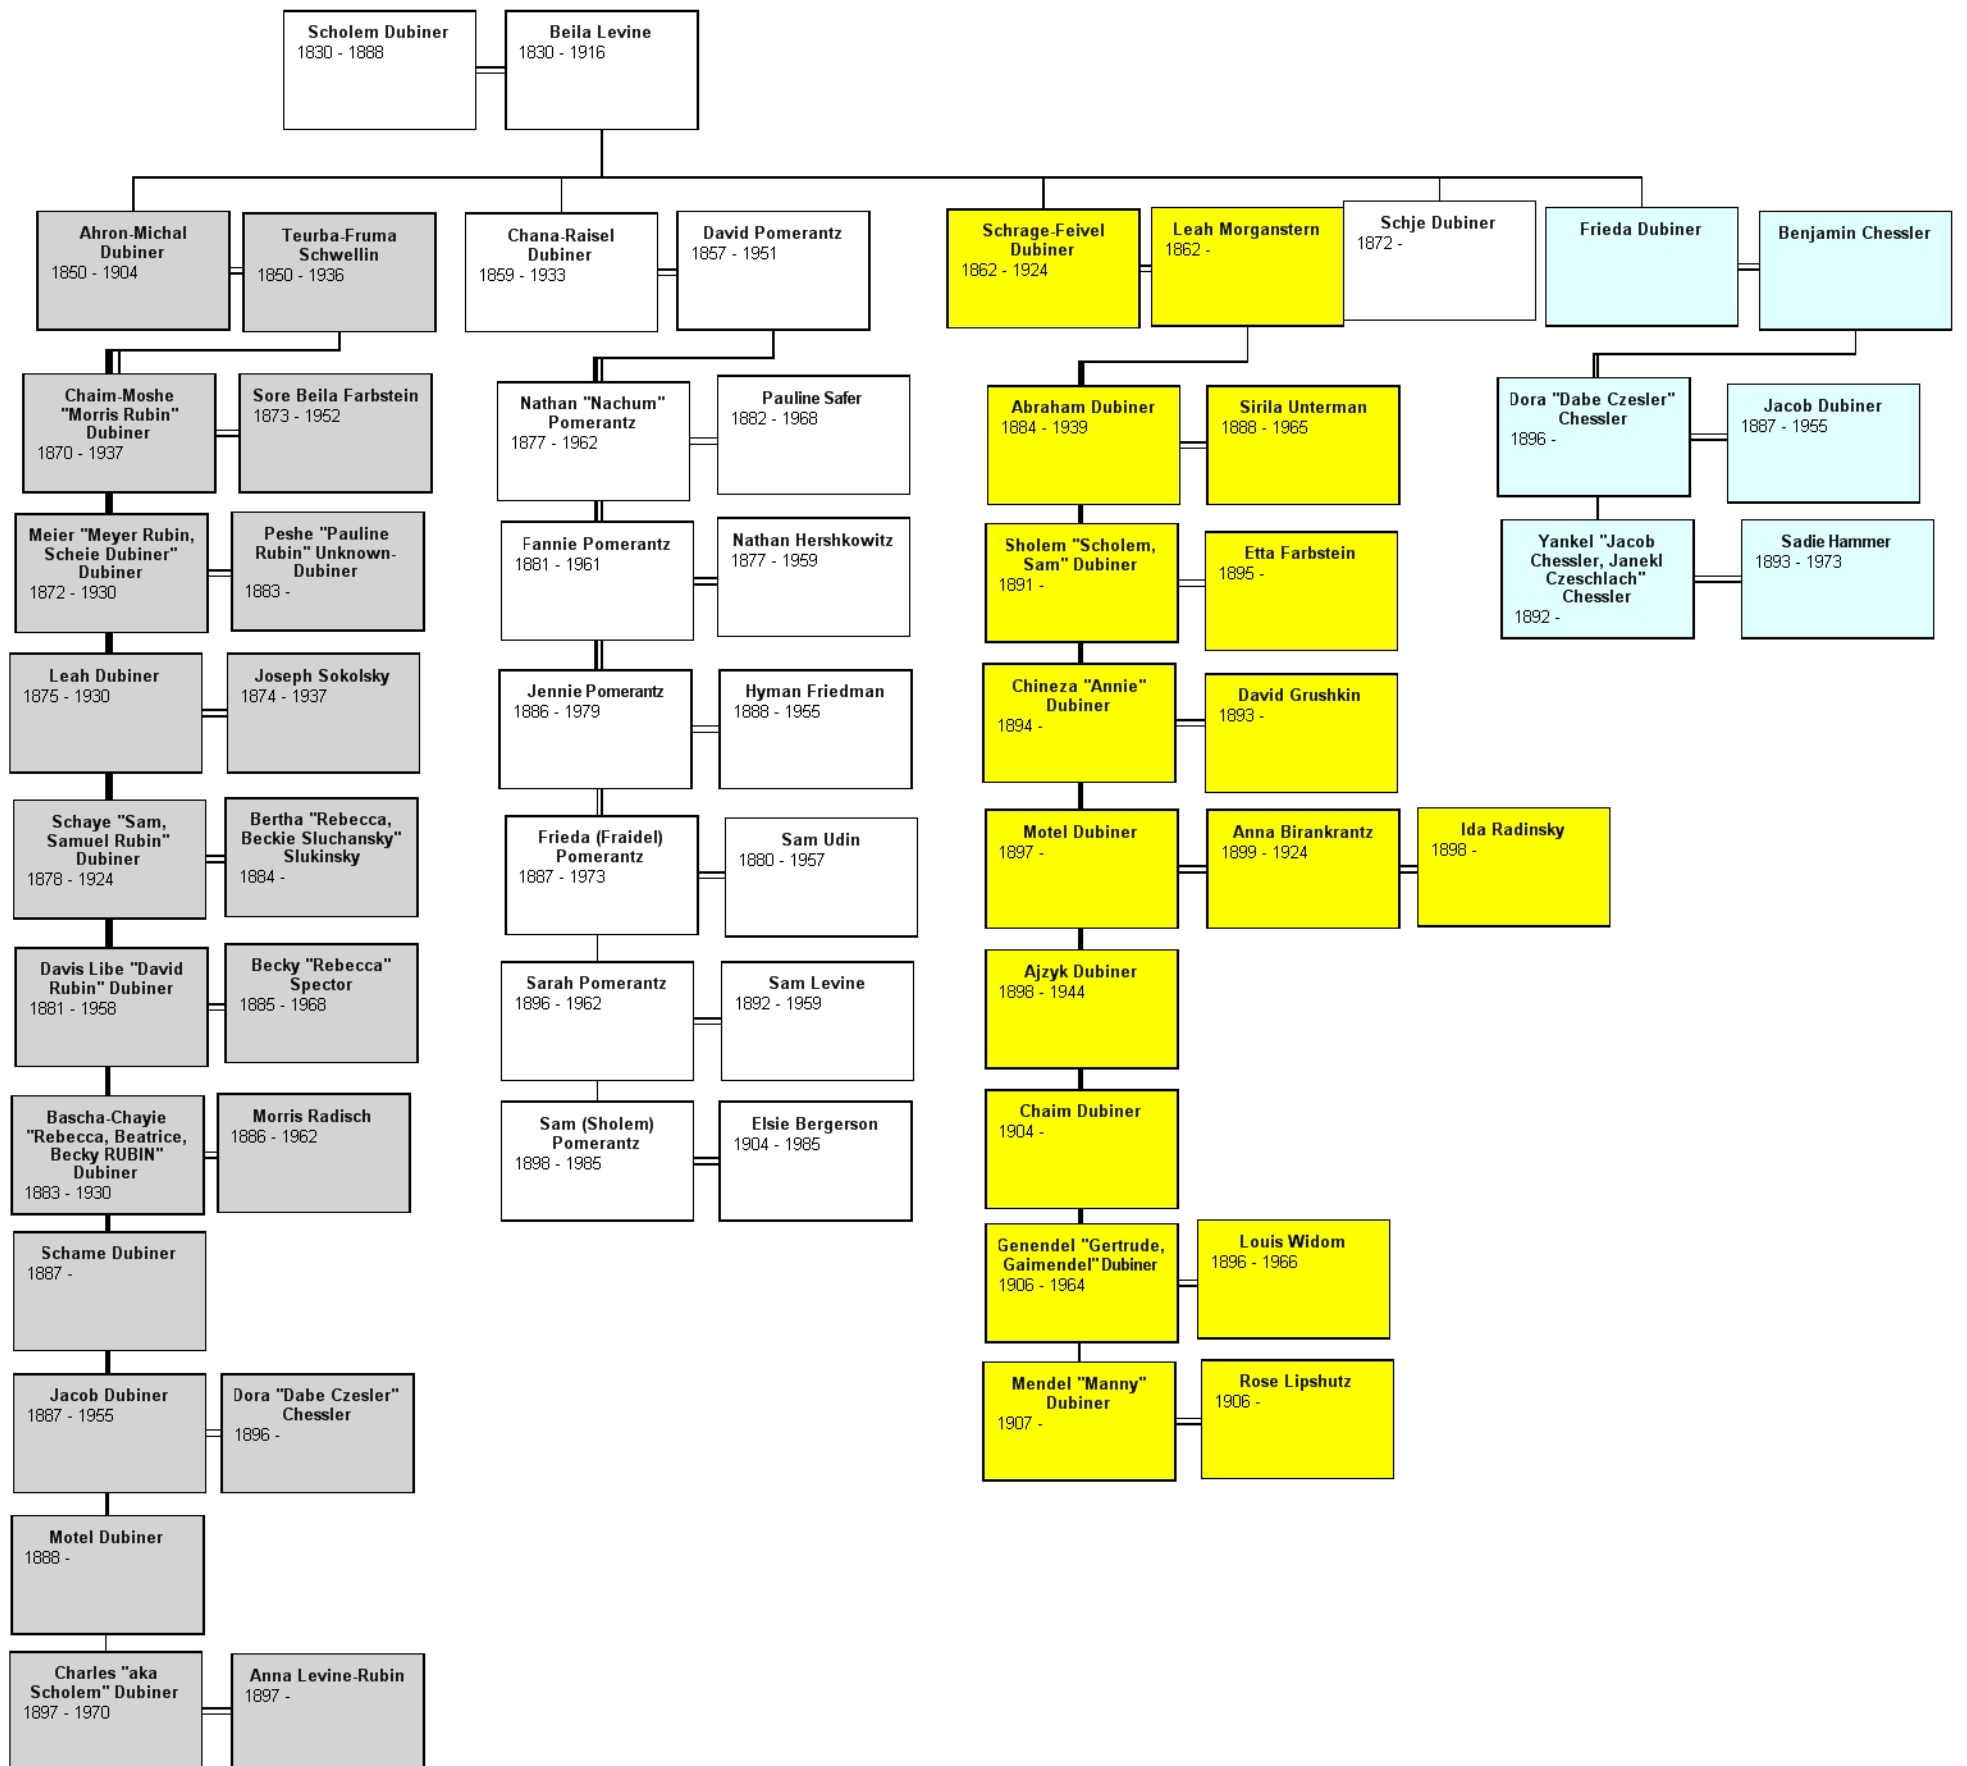 Scholem Dubiner
1830 - 1888
Beila Levine
1830 - 1916
Ahron-Michal
Dubiner
1850 - 1904
Teurba-Fruma
Schwellin
1850 - 1936
Chana-Raisel
Dubiner
1859 - 1933
David Pomerantz
1857 - 1951
Schrage-Feivel
Dubiner
1862 - 1924
Leah Morganstern
1862 -
Schje Dubiner
1872 -
Frieda Dubiner
Benjamin Chessler
Chaim-Moshe
"Morris Rubin"
Dubiner
1870 - 1937
Sore Beila Farbstein
1873 - 1952
Meier "Meyer Rubin,
Scheie Dubiner"
Dubiner
1872 - 1930
Peshe "Pauline
Rubin" Unknown-
Dubiner
1883 -
Leah Dubiner
1875 - 1930
Joseph Sokolsky
1874 - 1937
Schaye "Sam,
Samuel Rubin"
Dubiner
1878 - 1924
Bertha "Rebecca,
Beckie Sluchansky"
Slukinsky
1884 -
Davis Libe "David
Rubin" Dubiner
1881 - 1958
Becky "Rebecca"
Spector
1885 - 1968
Bascha-Chayie
"Rebecca, Beatrice,
Becky RUBIN"
Dubiner
1883 - 1930
Morris Radisch
1886 - 1962
Schame Dubiner
1887 -
Jacob Dubiner
1887 - 1955
Dora "Dabe Czesler"
Chessler
1896 -
Motel Dubiner
1888 -
Charles "aka
Scholem" Dubiner
1897 - 1970
Anna Levine-Rubin
1897 -
Nathan "Nachum"
Pomerantz
1877 - 1962
Pauline Safer
1882 - 1968
Fannie Pomerantz
1881 - 1961
Nathan Hershkowitz
1877 - 1959
Jennie Pomerantz
1886 - 1979
Hyman Friedman
1888 - 1955
Frieda (Fraidel)
Pomerantz
1887 - 1973
Sam Udin
1880 - 1957
Sarah Pomerantz
1896 - 1962
Sam Levine
1892 - 1959
Sam (Sholem)
Pomerantz
1898 - 1985
Elsie Bergerson
1904 - 1985
Abraham Dubiner
1884 - 1939
Sirila Unterman
1888 - 1965
Sholem "Scholem,
Sam" Dubiner
1891 -
Etta Farbstein
1895 -
Chineza "Annie"
Dubiner
1894 -
David Grushkin
1893 -
Motel Dubiner
1897 -
Anna Birankrantz
1899 - 1924
Ida Radinsky
1898 -
Ajzyk Dubiner
1898 - 1944
Chaim Dubiner
1904 -
Genendel "Gertrude,
Gaimendel" Dubiner
1906 - 1964
Louis Widom
1896 - 1966
Mendel "Manny"
Dubiner
1907 -
Rose Lipshutz
1906 -
Dora "Dabe Czesler"
Chessler
1896 -
Jacob Dubiner
1887 - 1955
Yankel "Jacob
Chessler, Janekl
Czeschlach"
Chessler
1892 -
Sadie Hammer
1893 - 1973